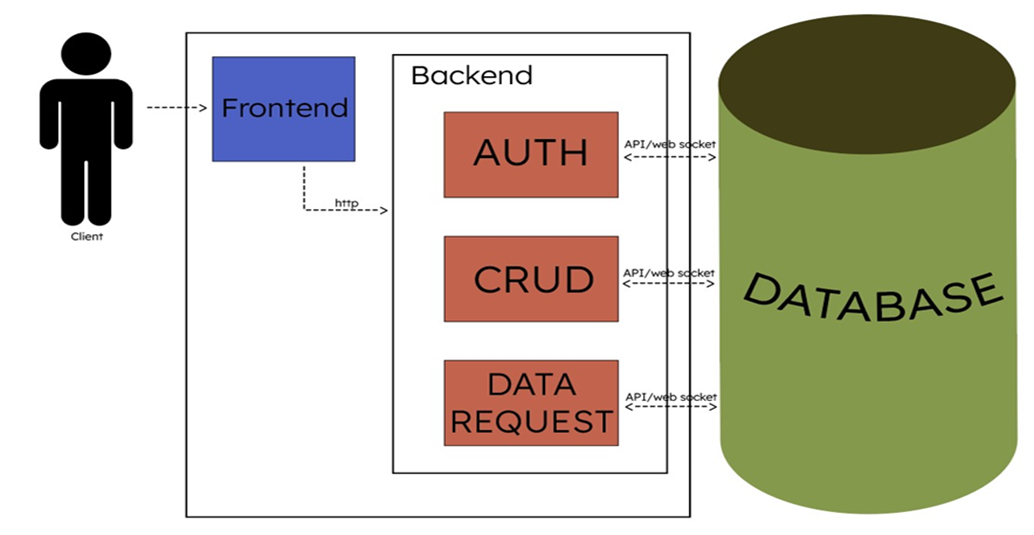 Client
Frontend
http
Backend
AUTH
API/web socket
CRUD
API/web socket
DATA
REQUEST
API/web socket
DATABASE